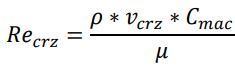 Re_crz = (ρ * v_crz * C_mac) / μ